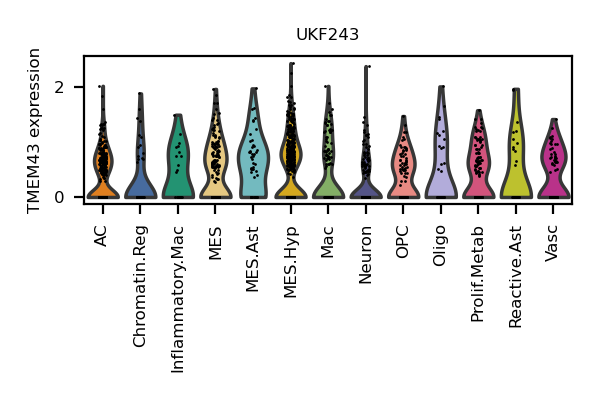 UKF243
TMEM43 expression
2
0
AC
Chromatin.Reg
Inflammatory.Mac
MES
MES.Ast
MES.Hyp
Mac
Neuron
OPC
Oligo
Prolif.Metab
Reactive.Ast
Vasc